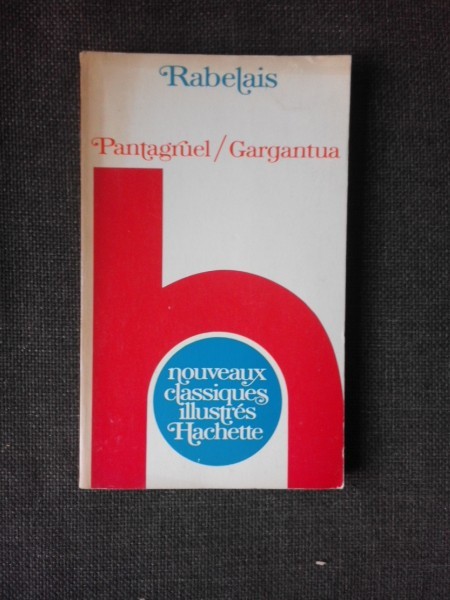 Rabelais
Pantagruel/Gargantua
nouveaux
classiques
illustrés
Hachette